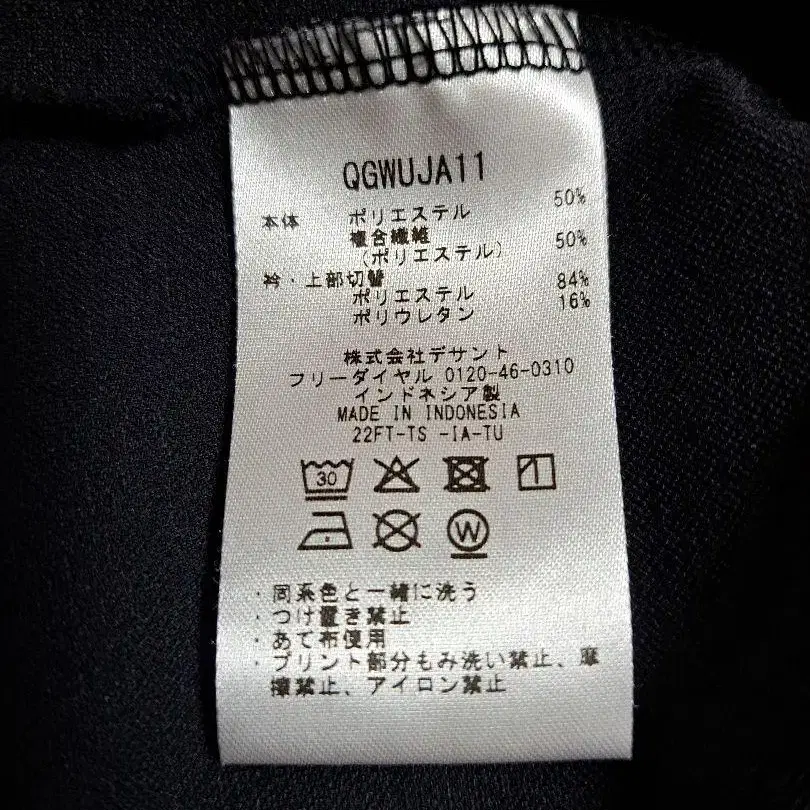 QGWUJA11
本体 ポリエステル 50%
複合繊維
(ポリエステル) 50%
衿・上部切替
ポリエステル 84%
ポリウレタン 16%
株式会社デサント
フリーダイヤル 0120-46-0310
インドネシア製
MADE IN INDONESIA
22FT-TS -IA-TU
30
W
・同系色と一緒に洗う
・つけ置き禁止
・あて布使用
・プリント部分もみ洗い禁止、摩
擦禁止、アイロン禁止